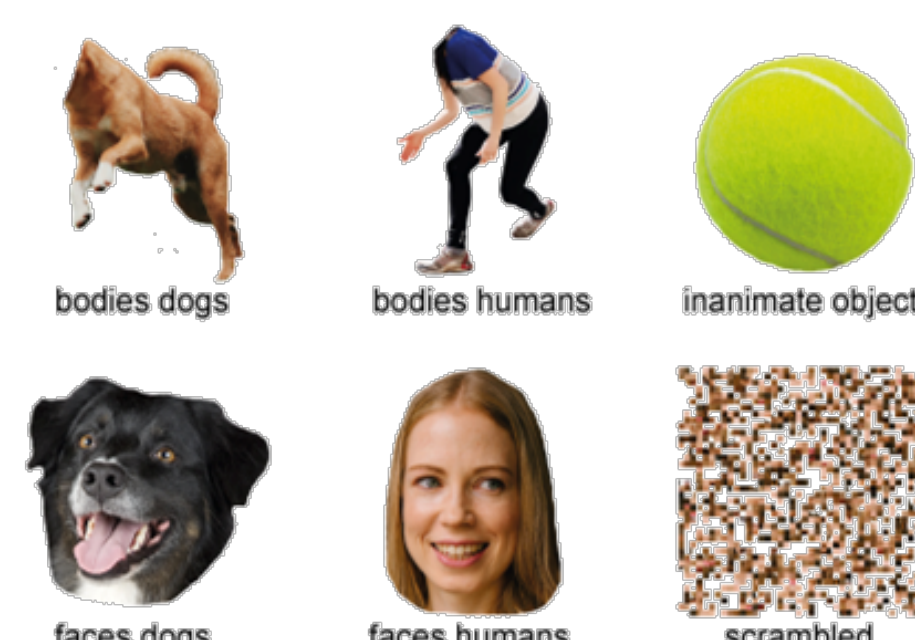 bodies dogs
bodies humans
inanimate object
faces dogs
faces humans
scrambled